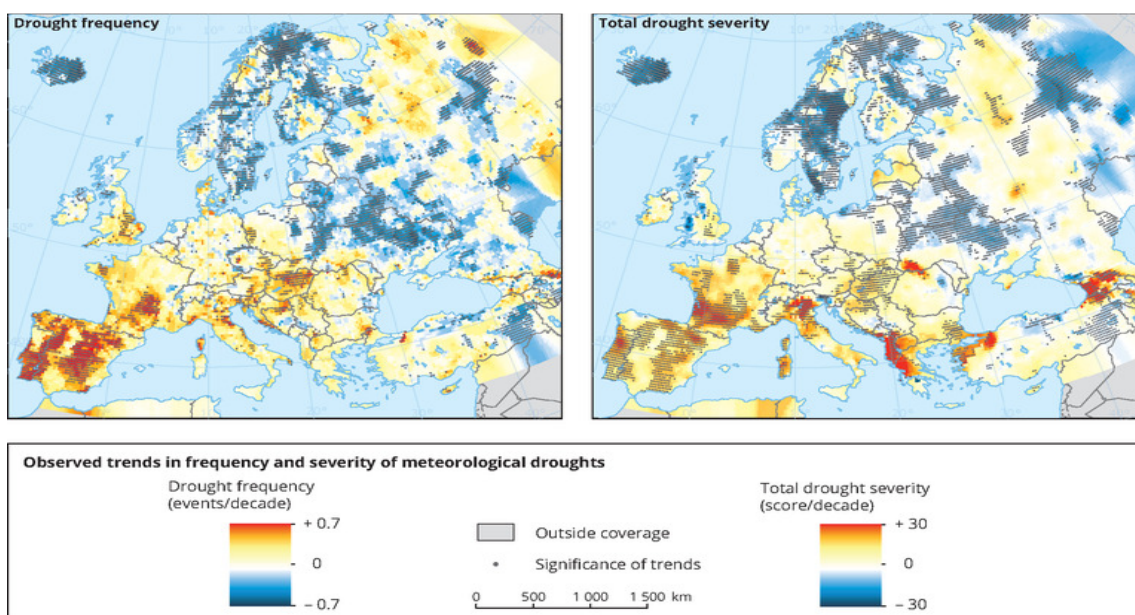 Drought frequency
Total drought severity
Observed trends in frequency and severity of meteorological droughts
Drought frequency
(events/decade)
+ 0.7
0
– 0.7
Outside coverage
Significance of trends
0 500 1 000 1 500 km
Total drought severity
(score/decade)
+ 30
0
– 30